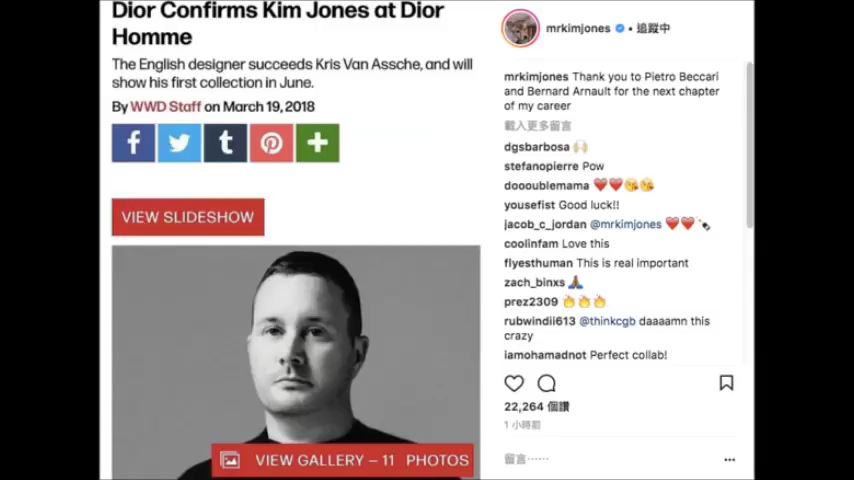 Dior Confirms Kim Jones at Dior
Homme
The English designer succeeds Kris Van Assche, and will
show his first collection in June.
By WWD Staff on March 19, 2018
VIEW SLIDESHOW
VIEW GALLERY – 11 PHOTOS
mrkimjones • 追蹤中
mrkimjones Thank you to Pietro Beccari
and Bernard Arnault for the next chapter
of my career
載入更多留言
dgsbarbosa 🙌🏻
stefanopierre Pow
doooublemama ❤️❤️😘😘
yousefist Good luck!!
jacob_c_jordan @mrkimjones ❤️❤️🍾
coolinfam Love this
flyesthuman This is real important
zach_binxs 🙏🏾
prez2309 🔥🔥🔥
rubwindii613 @thinkcgb daaaamn this
crazy
iamohamadnot Perfect collab!
22,264 個讚
1 小時前
留言⋯⋯